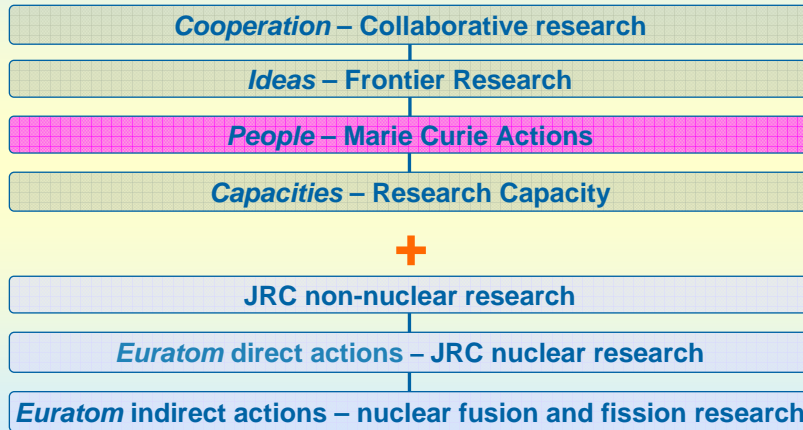 Cooperation – Collaborative research
Ideas – Frontier Research
People – Marie Curie Actions
Capacities – Research Capacity
+
JRC non-nuclear research
Euratom direct actions – JRC nuclear research
Euratom indirect actions – nuclear fusion and fission research